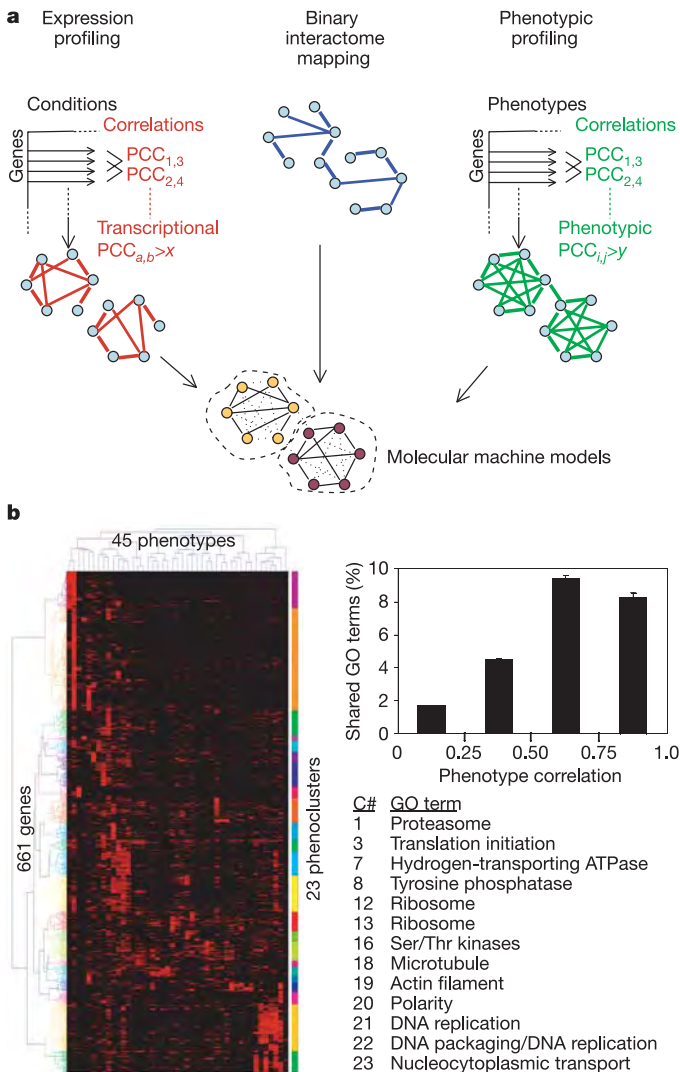 a
Expression
profiling
Binary
interactome
mapping
Phenotypic
profiling
Conditions
Genes
Correlations
PCC1,3
PCC2,4
Transcriptional
PCCa,b>x
Phenotypes
Genes
Correlations
PCC1,3
PCC2,4
Phenotypic
PCCi,j>y
Molecular machine models
b
45 phenotypes
661 genes
23 phenoclusters
Shared GO terms (%)
10
8
6
4
2
0
0
0.25
0.50
0.75
1.0
Phenotype correlation
C# GO term
1 Proteasome
3 Translation initiation
7 Hydrogen-transporting ATPase
8 Tyrosine phosphatase
12 Ribosome
13 Ribosome
16 Ser/Thr kinases
18 Microtubule
19 Actin filament
20 Polarity
21 DNA replication
22 DNA packaging/DNA replication
23 Nucleocytoplasmic transport